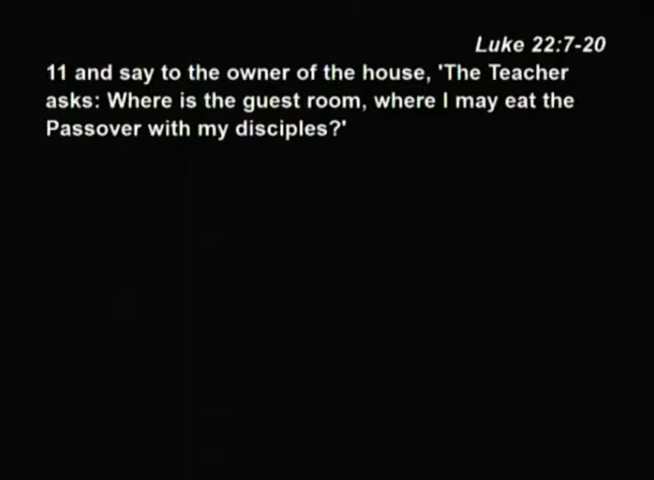 Luke 22:7-20
11 and say to the owner of the house, 'The Teacher
asks: Where is the guest room, where I may eat the
Passover with my disciples?'